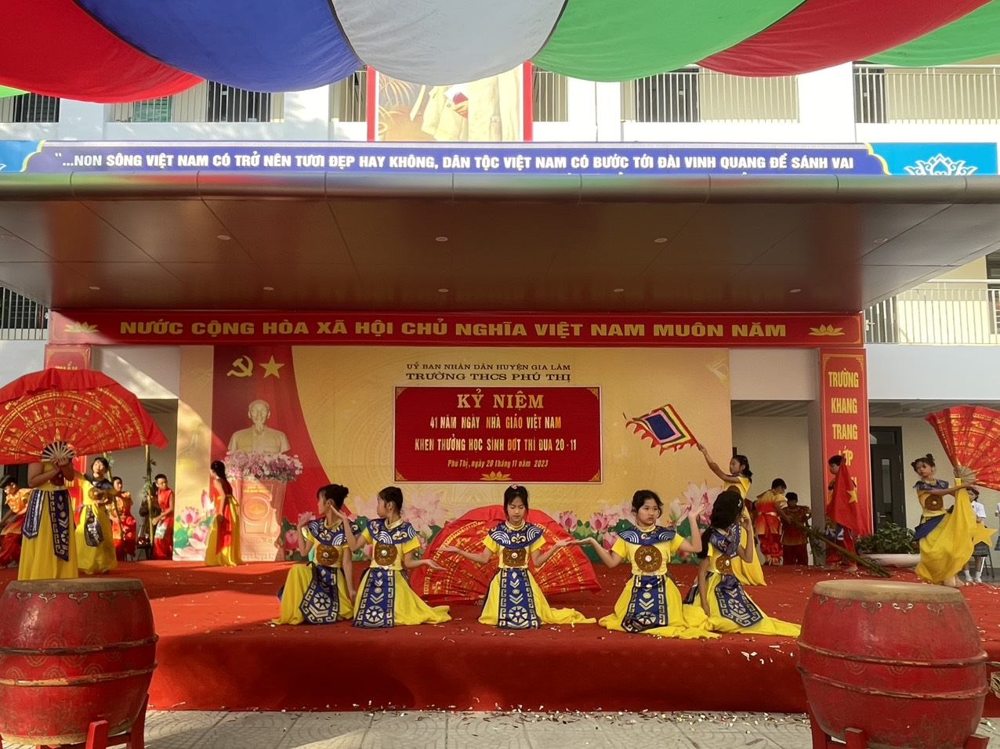 "...NON SÔNG VIỆT NAM CÓ TRỞ NÊN TƯƠI ĐẸP HAY KHÔNG, DÂN TỘC VIỆT NAM CÓ BƯỚC TỚI ĐÀI VINH QUANG ĐỂ SÁNH VAI
NƯỚC CỘNG HÒA XÃ HỘI CHỦ NGHĨA VIỆT NAM MUÔN NĂM
UỶ BAN NHÂN DÂN HUYỆN GIA LÂM
TRƯỜNG THCS PHÚ THỊ
KỶ NIỆM
41 NĂM NGÀY NHÀ GIÁO VIỆT NAM
KHEN THƯỞNG HỌC SINH ĐỢT THI ĐUA 20-11
Phú Thị, ngày 20 tháng 11 năm 2023
TRƯỜNG
KHANG
TRANG
LỚP